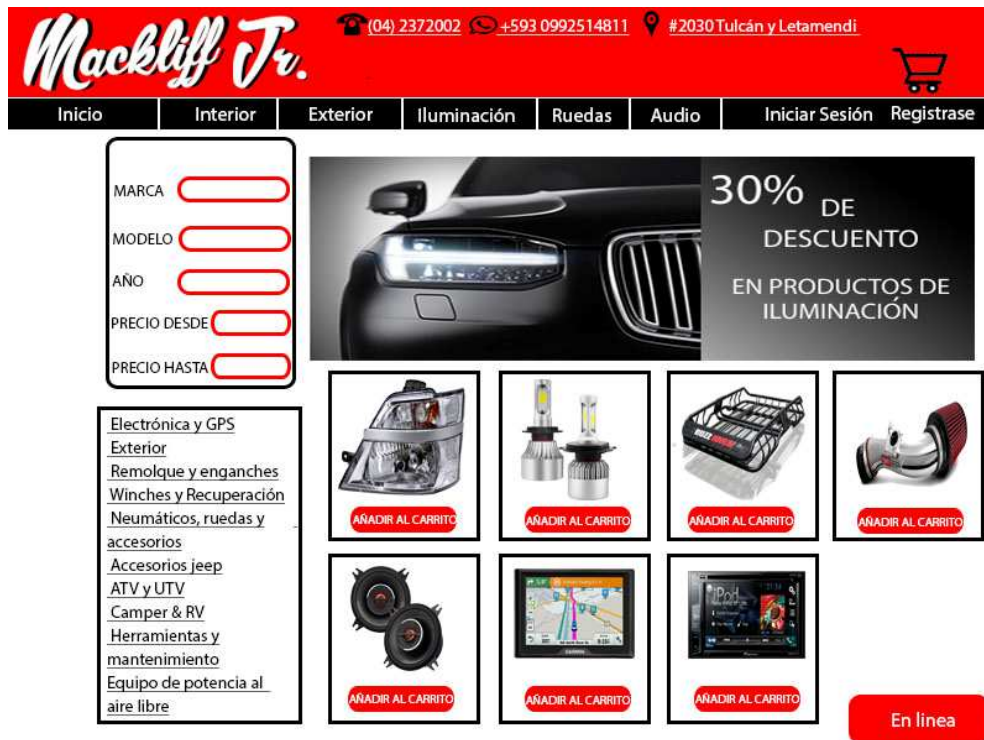 Mackliff Jr.
(04) 2372002
+593 0992514811
#2030 Tulcán y Letamendi
Inicio
Interior
Exterior
Iluminación
Ruedas
Audio
Iniciar Sesión
Registrase
MARCA
MODELO
AÑO
PRECIO DESDE
PRECIO HASTA
30% DE
DESCUENTO
EN PRODUCTOS DE
ILUMINACIÓN
Electrónica y GPS
Exterior
Remolque y enganches
Winches y Recuperación
Neumáticos, ruedas y
accesorios
Accesorios jeep
ATV y UTV
Camper & RV
Herramientas y
mantenimiento
Equipo de potencia al
aire libre
AÑADIR AL CARRITO
AÑADIR AL CARRITO
AÑADIR AL CARRITO
AÑADIR AL CARRITO
iPod
AÑADIR AL CARRITO
AÑADIR AL CARRITO
AÑADIR AL CARRITO
En linea